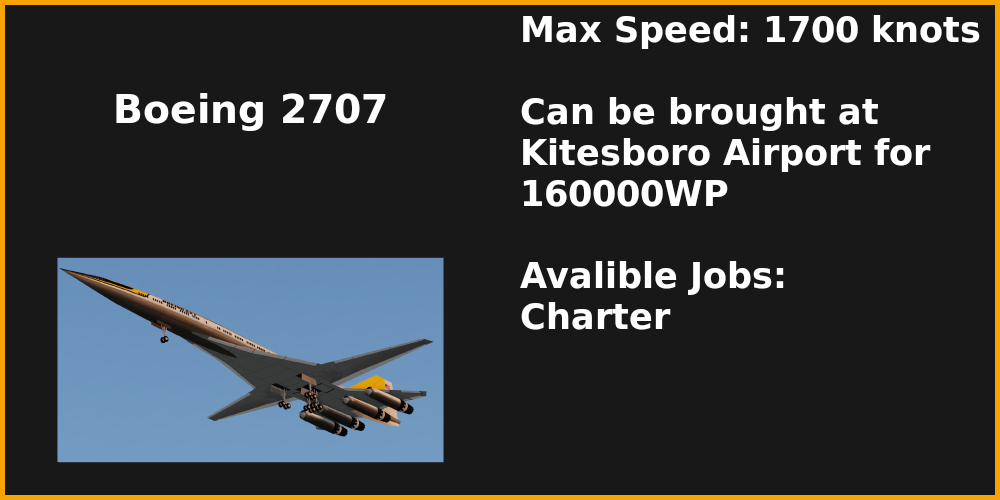 Boeing 2707
Max Speed: 1700 knots
Can be brought at
Kitesboro Airport for
160000WP
Avalible Jobs:
Charter